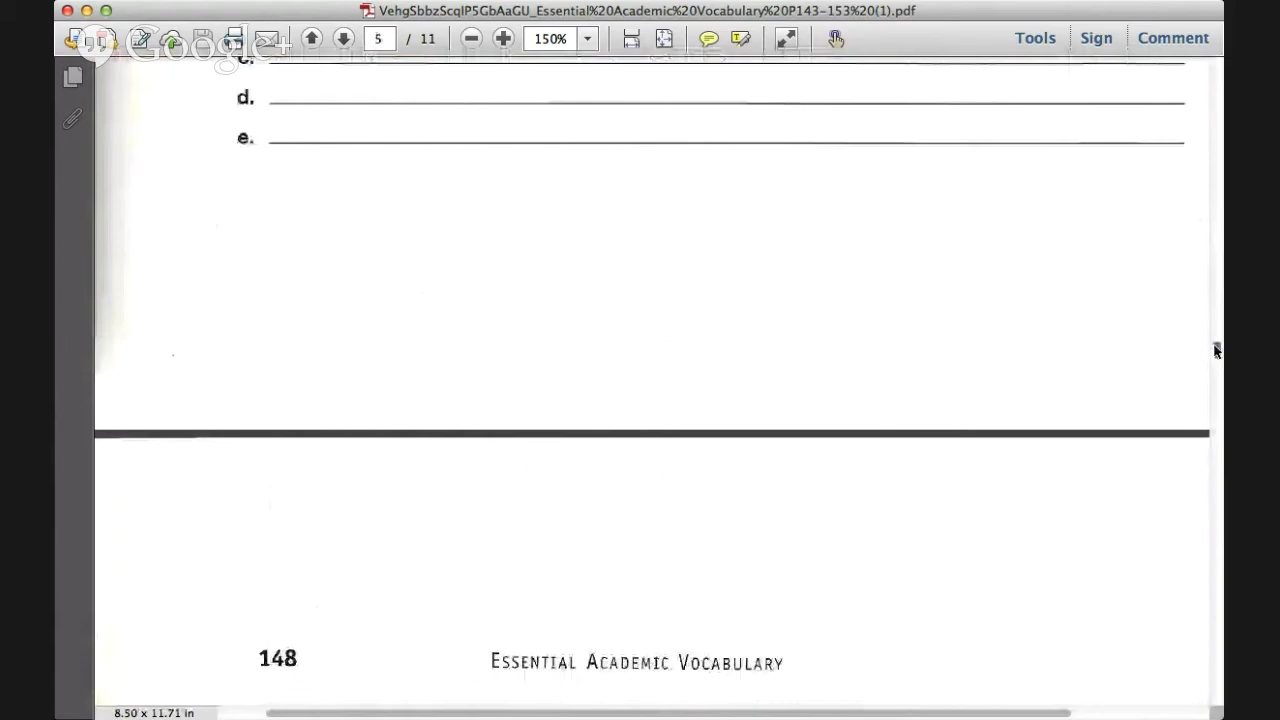 VehgSbbzScqlP5GbAaGU_Essential%20Academic%20Vocabulary%20P143-153%20(1).pdf
Google+
5 / 11
150%
Tools
Sign
Comment
c.
d.
e.
148
ESSENTIAL ACADEMIC VOCABULARY
8.50 x 11.71 in